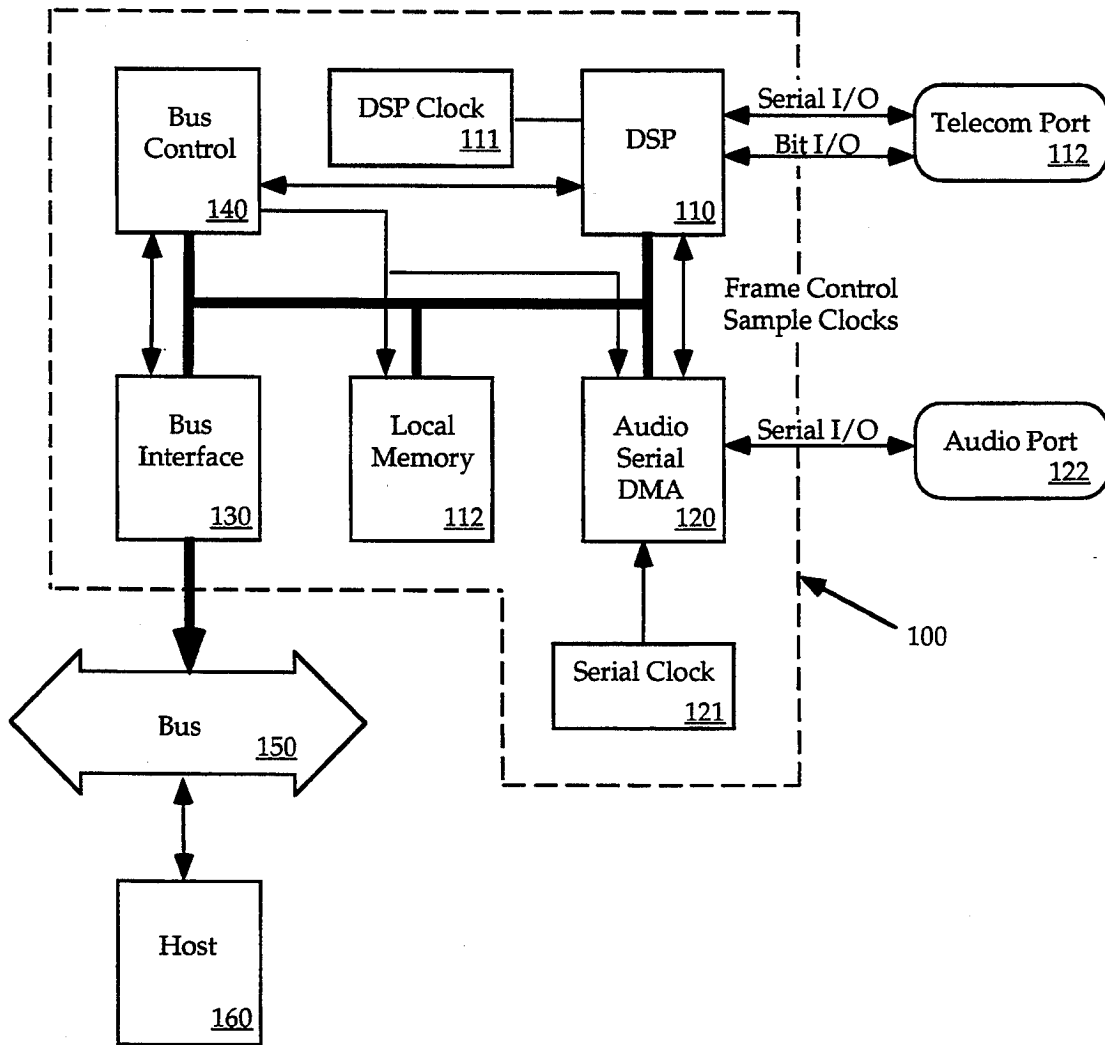 Bus
Control
140
DSP Clock
111
DSP
110
Serial I/O
Bit I/O
Telecom Port
112
Frame Control
Sample Clocks
Bus
Interface
130
Local
Memory
112
Audio
Serial
DMA
120
Serial I/O
Audio Port
122
100
Serial Clock
121
Bus
150
Host
160